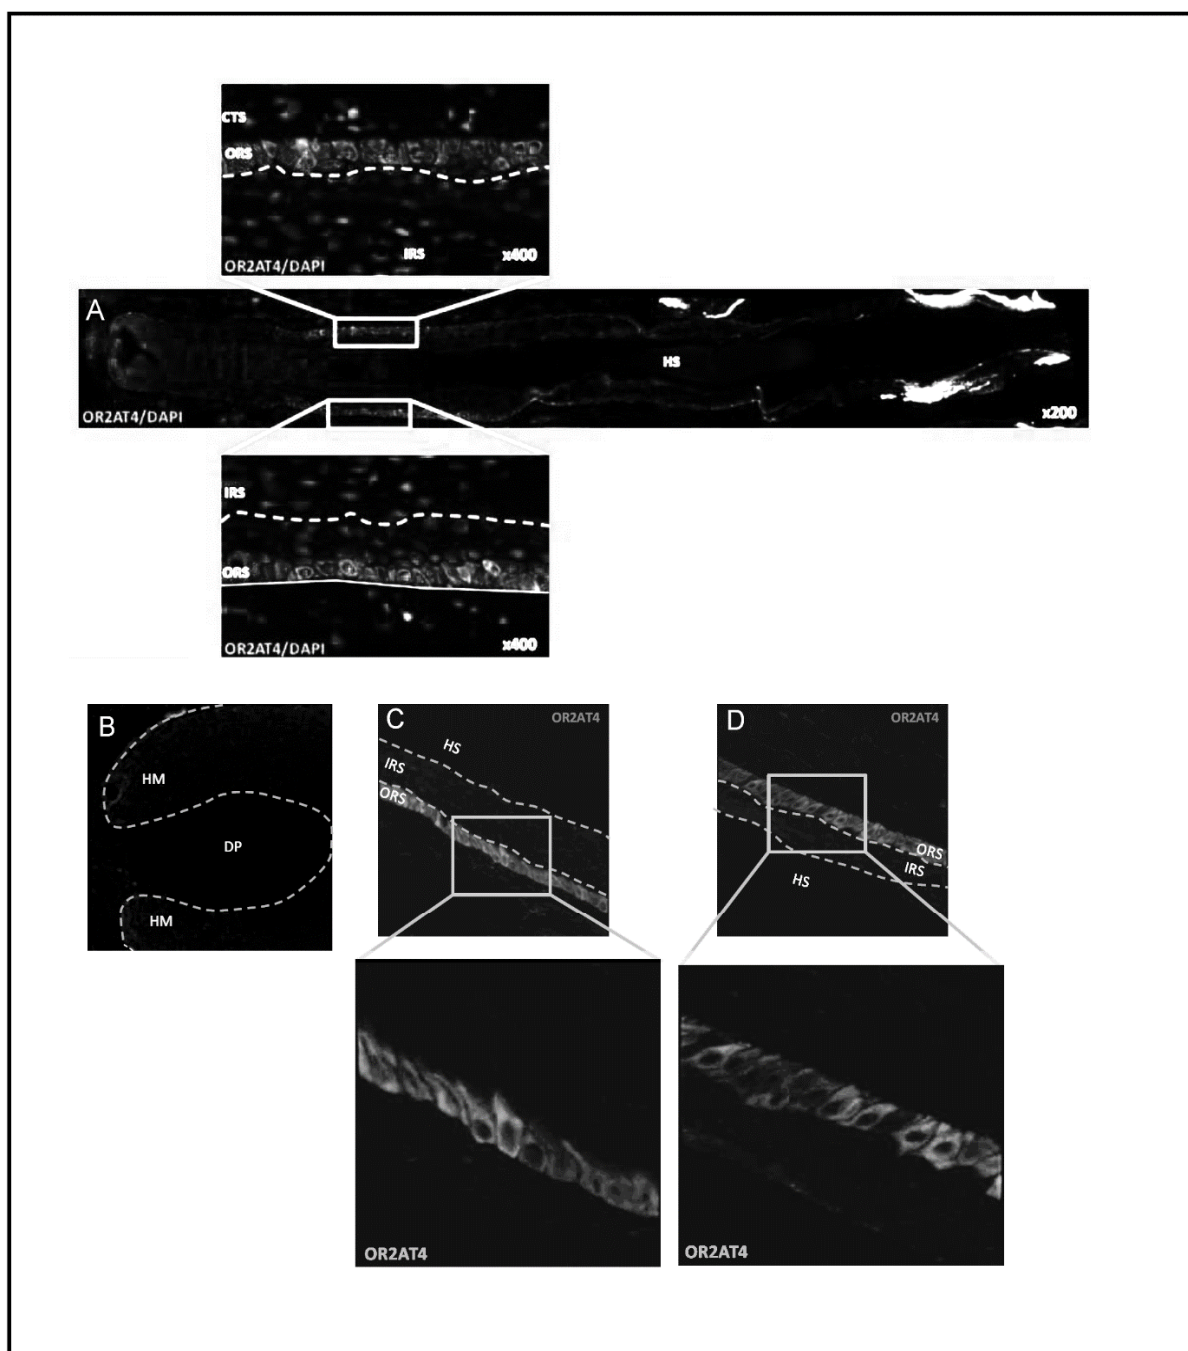 CTS
ORS
IRS
x400
OR2AT4/DAPI
A
HS
OR2AT4/DAPI
x200
IRS
ORS
x400
OR2AT4/DAPI
B
HM
DP
HM
C
OR2AT4
HS
IRS
ORS
OR2AT4
D
OR2AT4
ORS
IRS
HS
OR2AT4